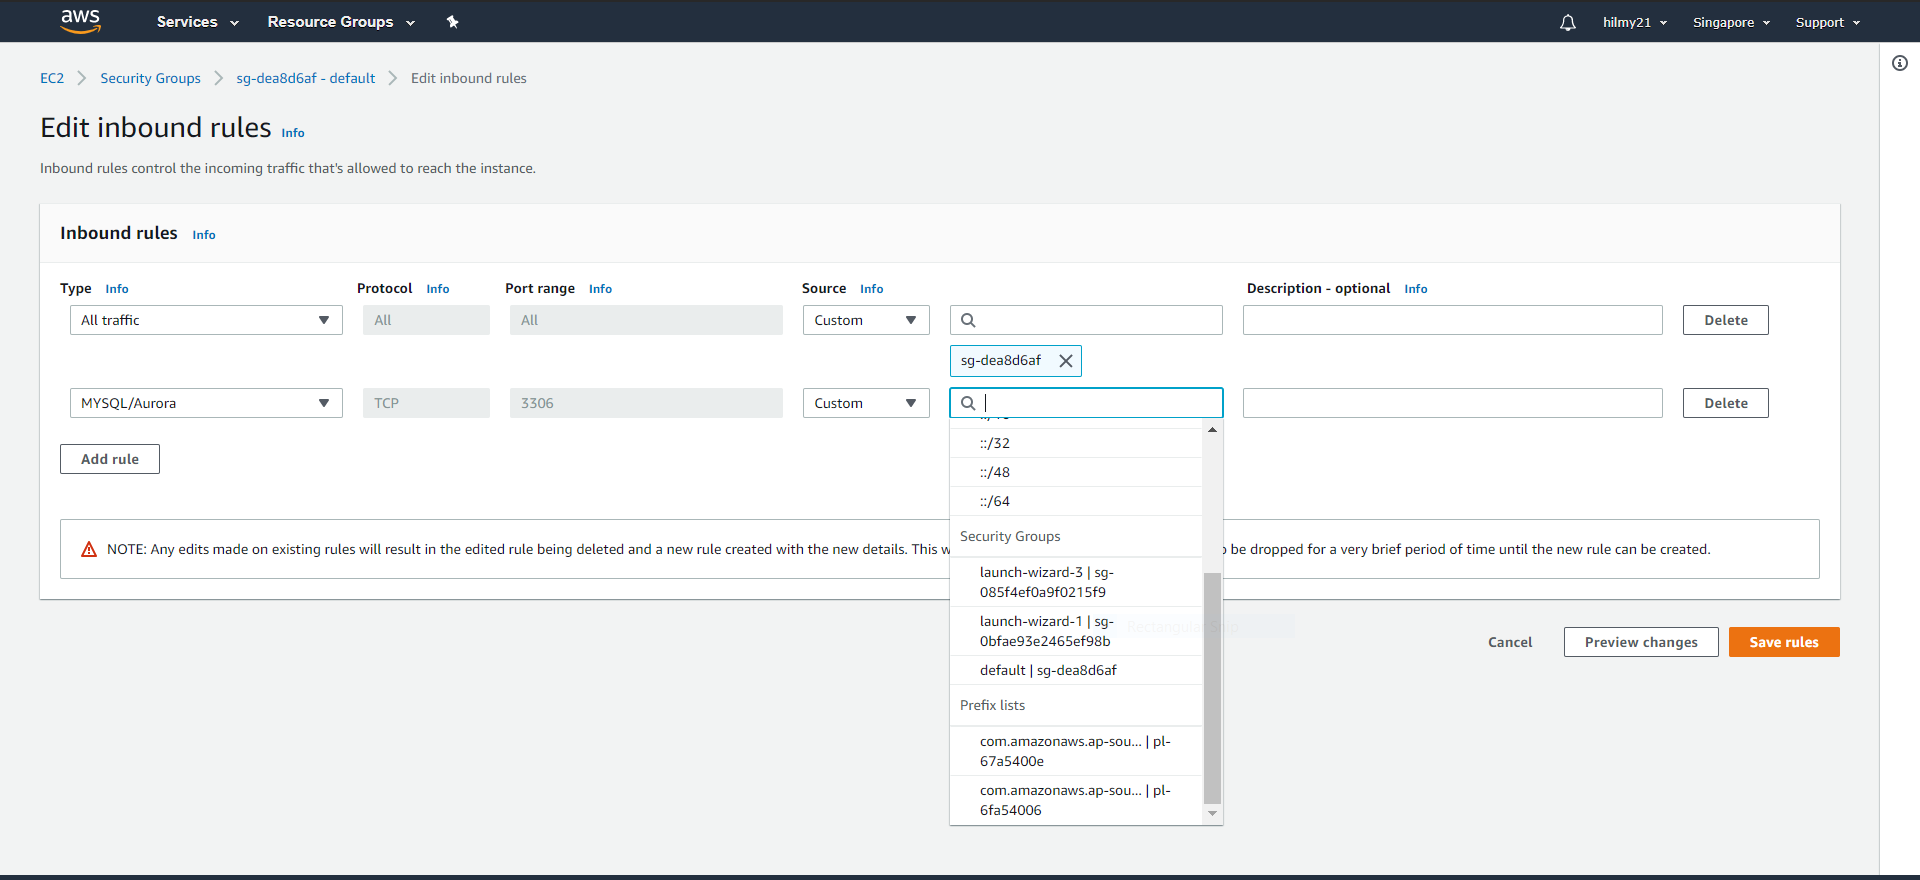 aws Services Resource Groups hilmy21 Singapore Support
EC2 Security Groups sg-dea8d6af - default Edit inbound rules
Edit inbound rules Info
Inbound rules control the incoming traffic that's allowed to reach the instance.
Inbound rules Info
Type Info Protocol Info Port range Info Source Info Description - optional Info
All traffic All All Custom Delete
sg-dea8d6af
MYSQL/Aurora TCP 3306 Custom Delete
::/32
Add rule
::/48
::/64
Security Groups
NOTE: Any edits made on existing rules will result in the edited rule being deleted and a new rule created with the new details. This be dropped for a very brief period of time until the new rule can be created.
launch-wizard-3 | sg-
085f4ef0a9f0215f9
launch-wizard-1 | sg-
0bfae93e2465ef98b
Cancel Preview changes Save rules
default | sg-dea8d6af
Prefix lists
com.amazonaws.ap-sou... | pl-
67a5400e
com.amazonaws.ap-sou... | pl-
6fa54006